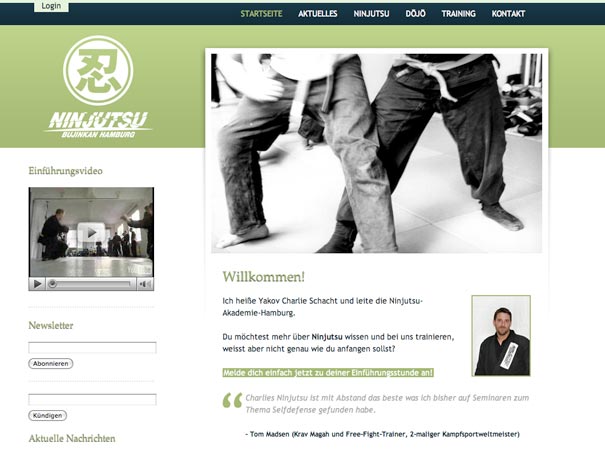 Login
STARTSEITE AKTUELLES NINJUTSU DŌJŌ TRAINING KONTAKT
忍
NINJUTSU
BUJINKAN HAMBURG
Einführungsvideo
Newsletter
Abonnieren
Kündigen
Aktuelle Nachrichten
Willkommen!
Ich heiße Yakov Charlie Schacht und leite die Ninjutsu-
Akademie-Hamburg.
Du möchtest mehr über Ninjutsu wissen und bei uns trainieren,
weisst aber nicht genau wie du anfangen sollst?
Melde dich einfach jetzt zu deiner Einführungsstunde an!
“ Charlies Ninjutsu ist mit Abstand das beste was ich bisher auf Seminaren zum
Thema Selfdefense gefunden habe.
- Tom Madsen (Krav Magah und Free-Fight-Trainer, 2-maliger Kampfsportweltmeister)